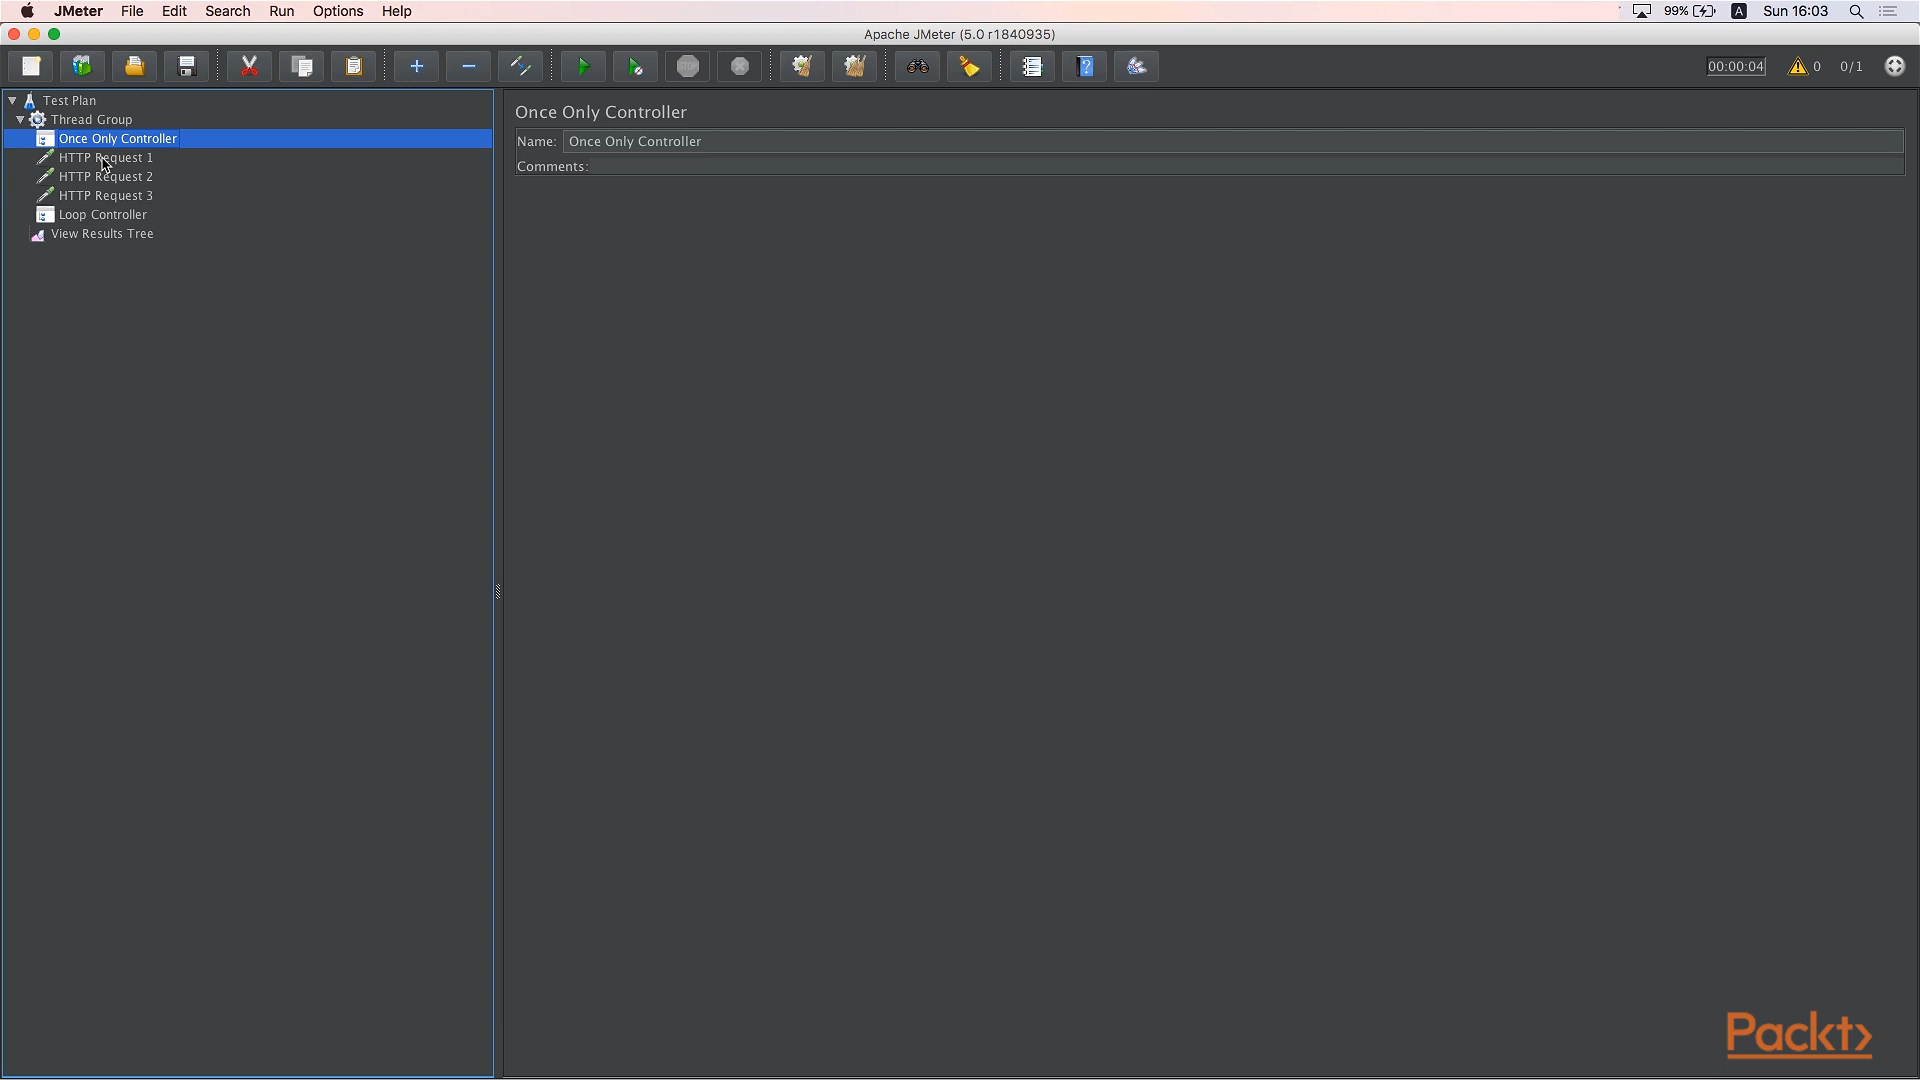 JMeter File Edit Search Run Options Help 99% A Sun 16:03
Apache JMeter (5.0 r1840935)
STOP ? 00:00:04 0 0/1
Test Plan
Thread Group
Once Only Controller
HTTP Request 1
HTTP Request 2
HTTP Request 3
Loop Controller
View Results Tree
Once Only Controller
Name: Once Only Controller
Comments:
Packt>